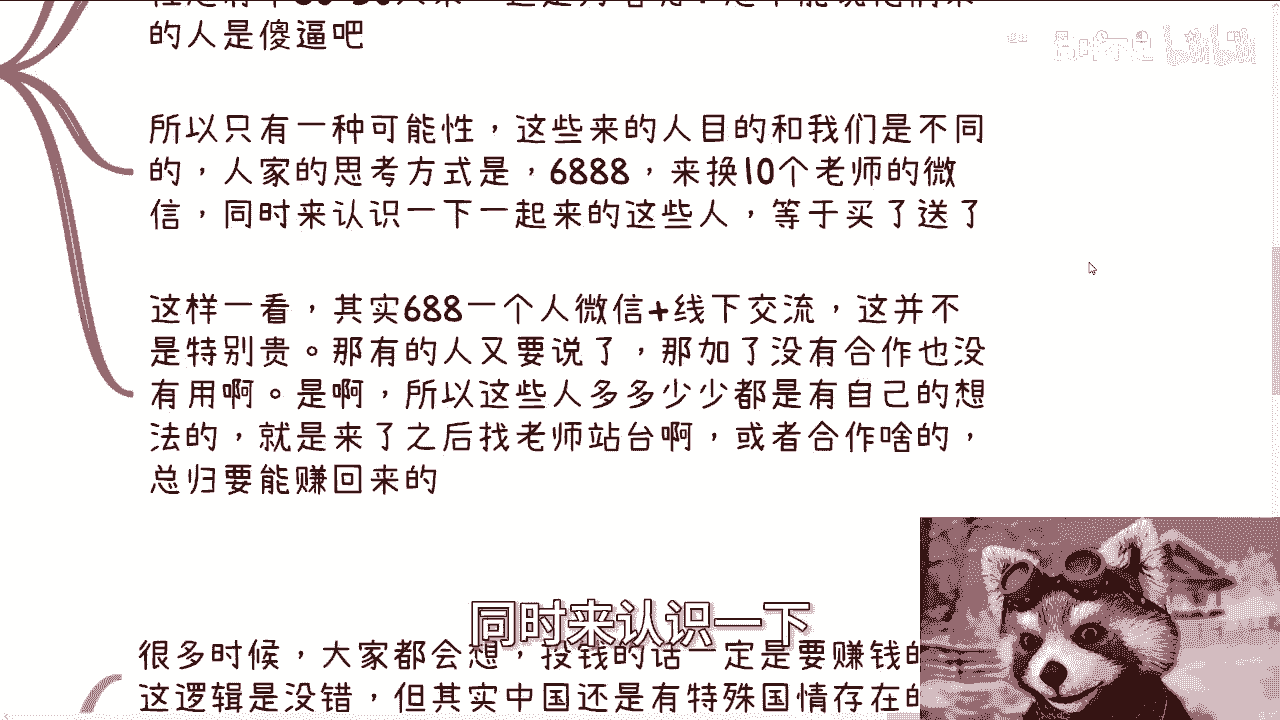 的人是傻逼吧
所以只有一种可能性，这些来的人目的和我们是不同
的，人家的思考方式是，6888，来换10个老师的微
信，同时来认识一下一起来的这些人，等于买了送了
这样一看，其实688一个人微信+线下交流，这并不
是特别贵。那有的人又要说了，那加了没有合作也没
有用啊。是啊，所以这些人多多少少都是有自己的想
法的，就是来了之后找老师站台啊，或者合作啥的，
总归要能赚回来的
同时来认识一下
很多时候，大家都会想，投钱的话一定是要赚钱的
这逻辑是没错，但其实中国还是有特殊国情存在的